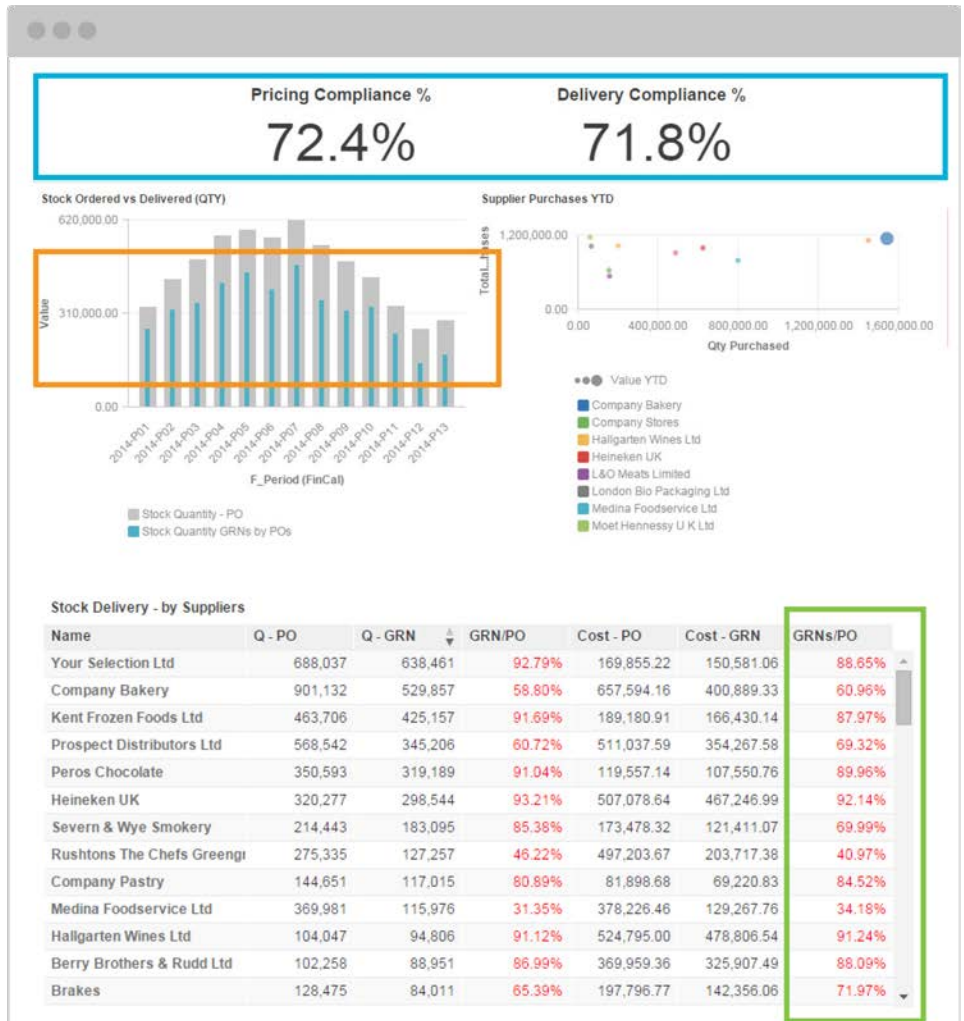 Pricing Compliance % Delivery Compliance %
72.4% 71.8%
Stock Ordered vs Delivered (QTY)
620,000.00
310,000.00
0.00
Value
2014-P01 2014-P02 2014-P03 2014-P04 2014-P05 2014-P06 2014-P07 2014-P08 2014-P09 2014-P10 2014-P11 2014-P12 2014-P13
F_Period (FinCal)
Stock Quantity - PO
Stock Quantity GRNs by POs
Supplier Purchases YTD
Total...hases
1,200,000.00
0.00
0.00 400,000.00 800,000.00 1,200,000.00 1,600,000.00
Qty Purchased
Value YTD
Company Bakery
Company Stores
Hallgarten Wines Ltd
Heineken UK
L&O Meats Limited
London Bio Packaging Ltd
Medina Foodservice Ltd
Moet Hennessy U K Ltd
Stock Delivery - by Suppliers
Name Q - PO Q - GRN GRN/PO Cost - PO Cost - GRN GRNs/PO
Your Selection Ltd 688,037 638,461 92.79% 169,855.22 150,581.06 88.65%
Company Bakery 901,132 529,857 58.80% 657,594.16 400,889.33 60.96%
Kent Frozen Foods Ltd 463,706 425,157 91.69% 189,180.91 166,430.14 87.97%
Prospect Distributors Ltd 568,542 345,206 60.72% 511,037.59 354,267.58 69.32%
Peros Chocolate 350,593 319,189 91.04% 119,557.14 107,550.76 89.96%
Heineken UK 320,277 298,544 93.21% 507,078.64 467,246.99 92.14%
Severn & Wye Smokery 214,443 183,095 85.38% 173,478.32 121,411.07 69.99%
Rushtons The Chefs Greengr 275,335 127,257 46.22% 497,203.67 203,717.38 40.97%
Company Pastry 144,651 117,015 80.89% 81,898.68 69,220.83 84.52%
Medina Foodservice Ltd 369,981 115,976 31.35% 378,226.46 129,267.76 34.18%
Hallgarten Wines Ltd 104,047 94,806 91.12% 524,795.00 478,806.54 91.24%
Berry Brothers & Rudd Ltd 102,258 88,951 86.99% 369,959.36 325,907.49 88.09%
Brakes 128,475 84,011 65.39% 197,796.77 142,356.06 71.97%